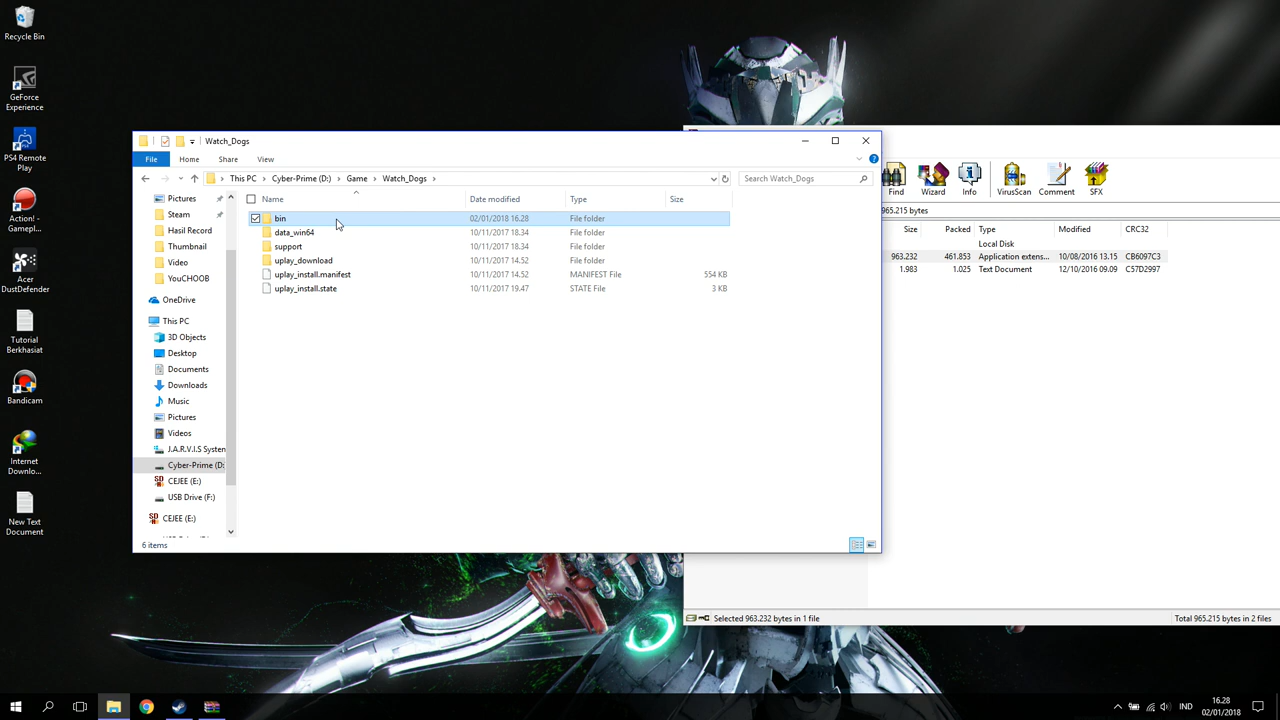 Recycle Bin
GeForce
Experience
PS4 Remote
Play
Action! -
Gamepl...
Acer
DustDefender
Tutorial
Berkhasiat
Bandicam
Internet
Downlo...
New Text
Document
Watch_Dogs
File
Home
Share
View
This PC
Cyber-Prime (D:)
Game
Watch_Dogs
Search Watch_Dogs
Pictures
Steam
Hasil Record
Thumbnail
Video
YouCHOOB
OneDrive
This PC
3D Objects
Desktop
Documents
Downloads
Music
Pictures
Videos
J.A.R.V.I.S System
Cyber-Prime (D:
CEJEE (E:)
USB Drive (F:)
CEJEE (E:)
Name Date modified Type Size
bin 02/01/2018 16.28 File folder
data_win64 10/11/2017 18.34 File folder
support 10/11/2017 18.34 File folder
uplay_download 10/11/2017 14.52 File folder
uplay_install.manifest 10/11/2017 14.52 MANIFEST File 554 KB
uplay_install.state 10/11/2017 19.47 STATE File 3 KB
6 items
Find
Wizard
Info
VirusScan
Comment
SFX
965.215 bytes
Size Packed Type Modified CRC32
Local Disk
963.232 461.853 Application extens... 10/08/2016 13.15 CB6097C3
1.983 1.025 Text Document 12/10/2016 09.09 C57D2997
Selected 963.232 bytes in 1 file
Total 965.215 bytes in 2 files
IND
16.28
02/01/2018